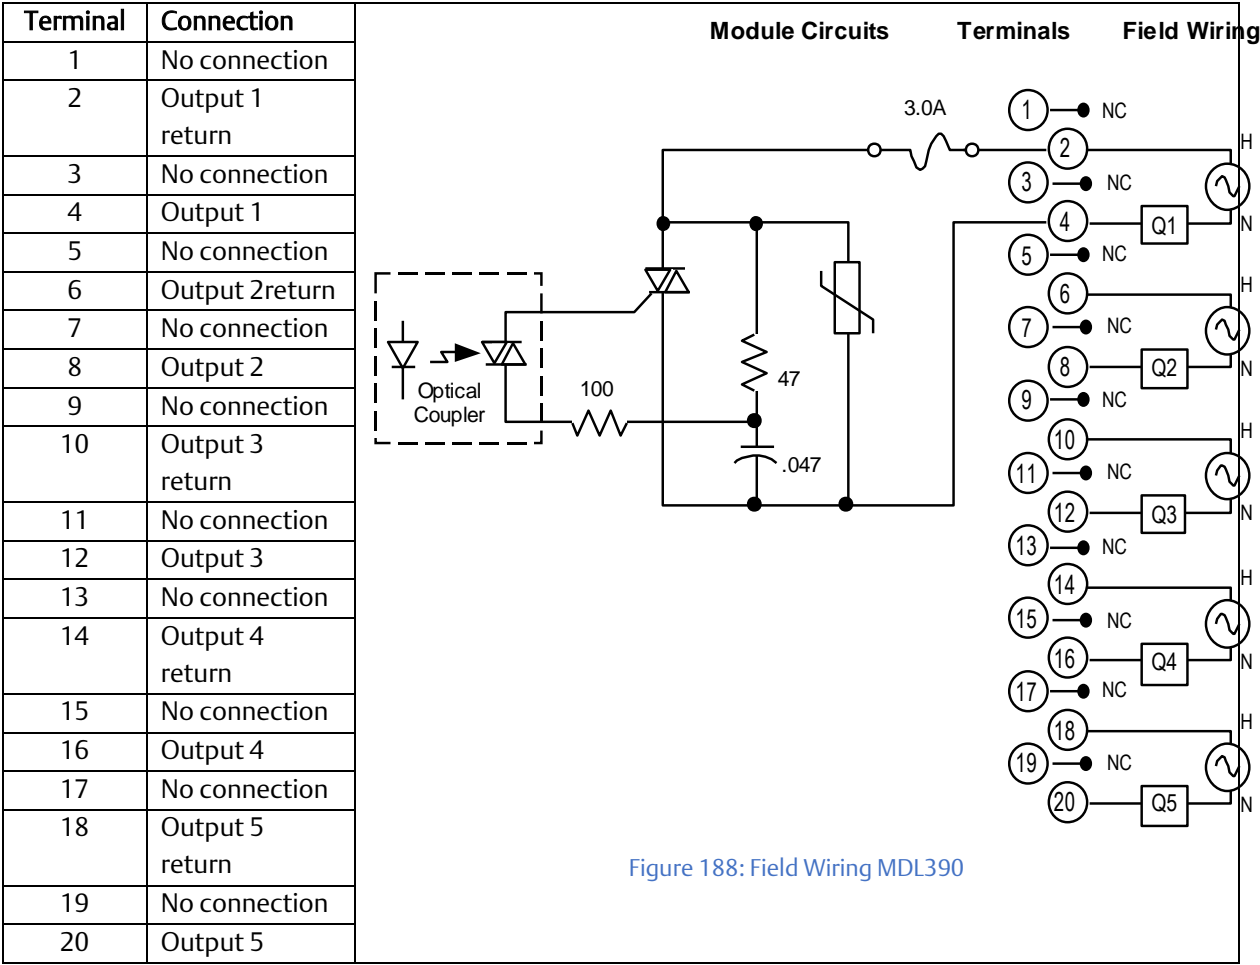 Terminal Connection
1 No connection
2 Output 1
return
3 No connection
4 Output 1
5 No connection
6 Output 2return
7 No connection
8 Output 2
9 No connection
10 Output 3
return
11 No connection
12 Output 3
13 No connection
14 Output 4
return
15 No connection
16 Output 4
17 No connection
18 Output 5
return
19 No connection
20 Output 5
Module Circuits Terminals Field Wiring
3.0A
1 NC
2 H
3 NC
4 Q1 N
5 NC
6 H
7 NC
8 Q2 N
9 NC
10 H
11 NC
12 Q3 N
13 NC
14 H
15 NC
16 Q4 N
17 NC
18 H
19 NC
20 Q5 N
Optical
Coupler
100
47
.047
Figure 188: Field Wiring MDL390